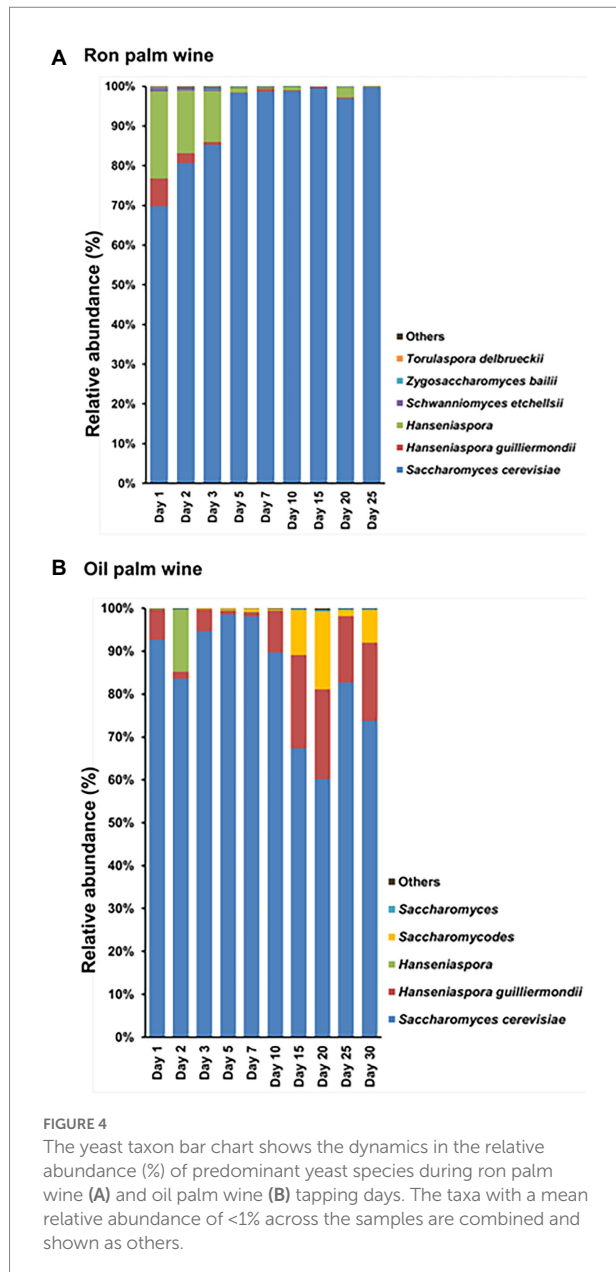 A Ron palm wine
100%
90%
80%
70%
60%
50%
40%
30%
20%
10%
0%
Relative abundance (%)
Others
Torulaspora delbrueckii
Zygosaccharomyces bailii
Schwanniomyces etchellsii
Hanseniaspora
Hanseniaspora guilliermondii
Saccharomyces cerevisiae
Day 1
Day 2
Day 3
Day 5
Day 7
Day 10
Day 15
Day 20
Day 25
B Oil palm wine
100%
90%
80%
70%
60%
50%
40%
30%
20%
10%
0%
Relative abundance (%)
Others
Saccharomyces
Saccharomycodes
Hanseniaspora
Hanseniaspora guilliermondii
Saccharomyces cerevisiae
Day 1
Day 2
Day 3
Day 5
Day 7
Day 10
Day 15
Day 20
Day 25
Day 30
FIGURE 4
The yeast taxon bar chart shows the dynamics in the relative
abundance (%) of predominant yeast species during ron palm
wine (A) and oil palm wine (B) tapping days. The taxa with a mean
relative abundance of <1% across the samples are combined and
shown as others.